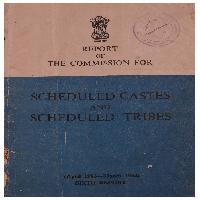 REPORT
OF
THE COMMISSION FOR
SCHEDULED CASTES
AND
SCHEDULED TRIBES